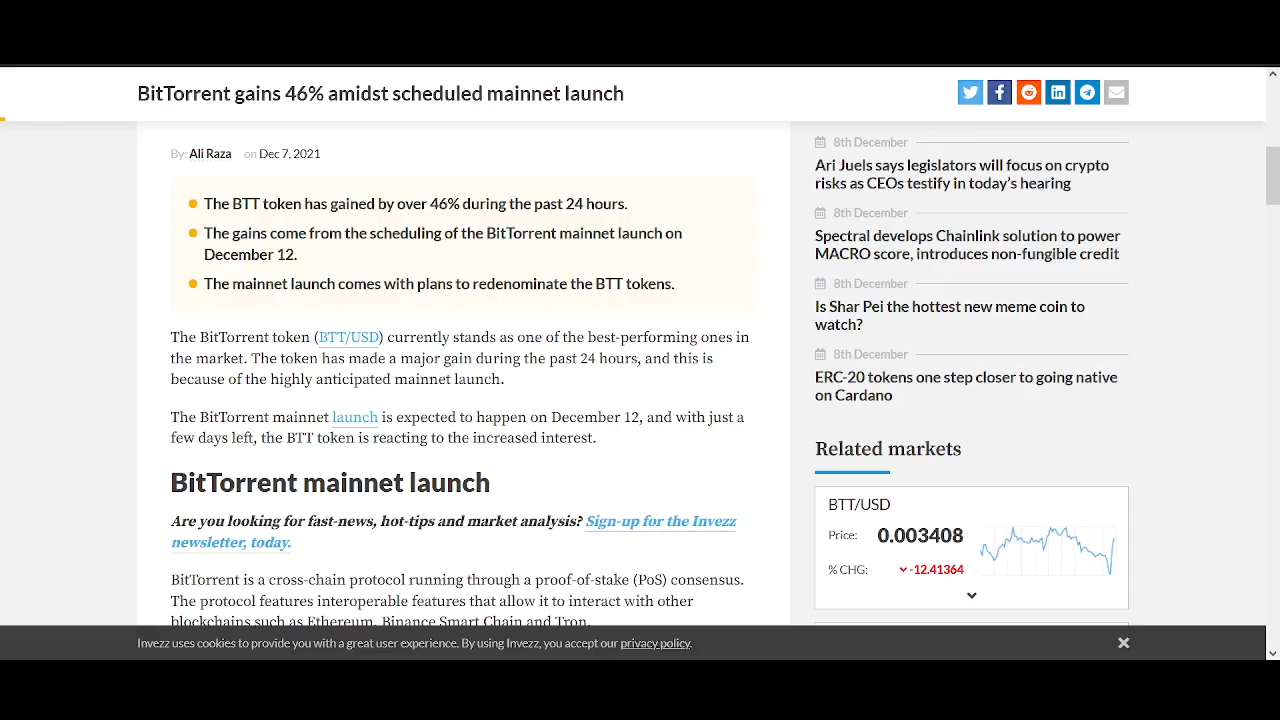 BitTorrent gains 46% amidst scheduled mainnet launch
By: Ali Raza on Dec 7, 2021
The BTT token has gained by over 46% during the past 24 hours.
The gains come from the scheduling of the BitTorrent mainnet launch on
December 12.
The mainnet launch comes with plans to redenominate the BTT tokens.
The BitTorrent token (BTT/USD) currently stands as one of the best-performing ones in
the market. The token has made a major gain during the past 24 hours, and this is
because of the highly anticipated mainnet launch.
The BitTorrent mainnet launch is expected to happen on December 12, and with just a
few days left, the BTT token is reacting to the increased interest.
BitTorrent mainnet launch
Are you looking for fast-news, hot-tips and market analysis? Sign-up for the Invezz
newsletter, today.
BitTorrent is a cross-chain protocol running through a proof-of-stake (PoS) consensus.
The protocol features interoperable features that allow it to interact with other
blockchains such as Ethereum, Binance Smart Chain and Tron.
8th December
Ari Juels says legislators will focus on crypto
risks as CEOs testify in today's hearing
8th December
Spectral develops Chainlink solution to power
MACRO score, introduces non-fungible credit
8th December
Is Shar Pei the hottest new meme coin to
watch?
8th December
ERC-20 tokens one step closer to going native
on Cardano
Related markets
BTT/USD
Price: 0.003408
% CHG: -12.41364
Invezz uses cookies to provide you with a great user experience. By using Invezz, you accept our privacy policy.